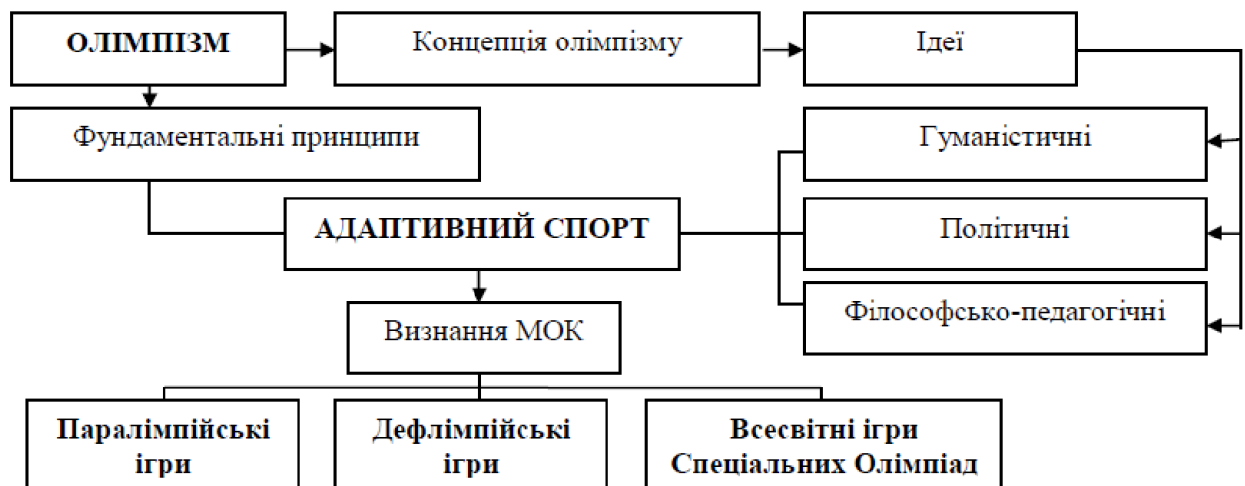 ОЛІМПІЗМ
Концепція олімпізму
Ідеї
Фундаментальні принципи
Гуманістичні
АДАПТИВНИЙ СПОРТ
Політичні
Філософсько-педагогічні
Визнання МОК
Паралімпійські
ігри
Дефлімпійські
ігри
Всесвітні ігри
Спеціальних Олімпіад